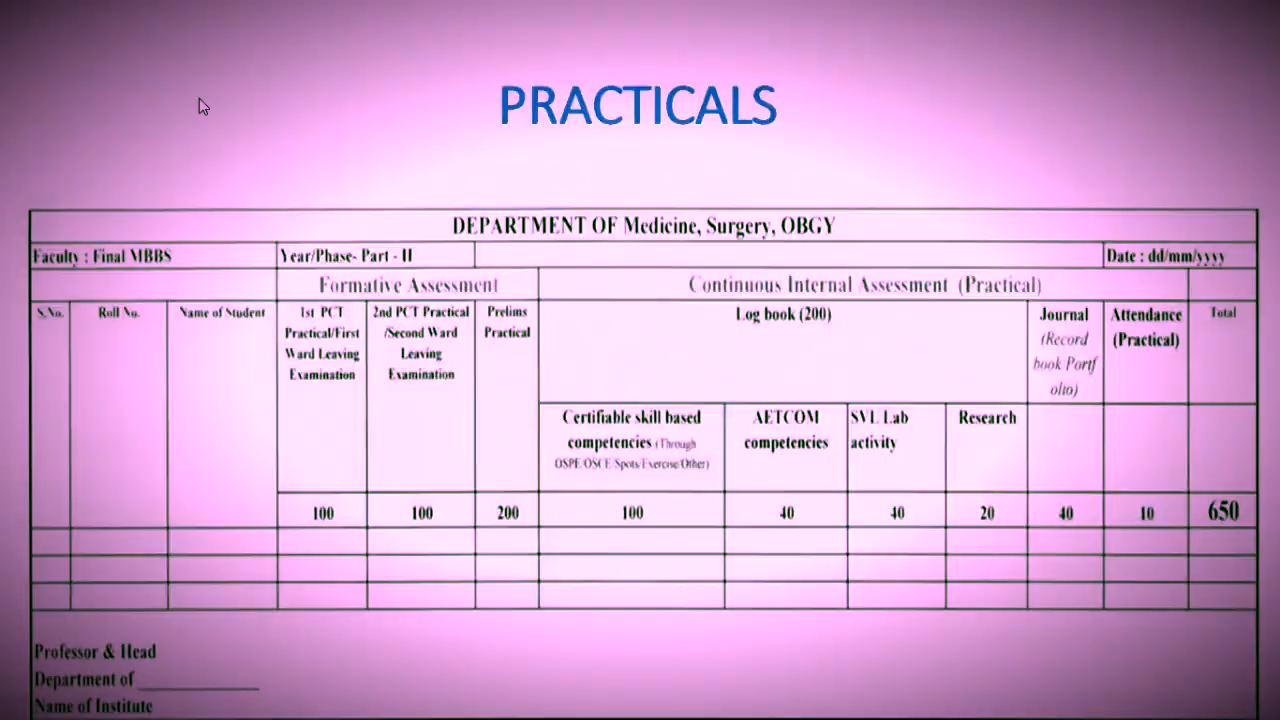 PRACTICALS
DEPARTMENT OF Medicine, Surgery, OBGY
Faculty : Final MBBS Year/Phase- Part - II Date : dd/mm/yyyy
Formative Assessment Continuous Internal Assessment (Practical)
S.No. Roll No. Name of Student
1st PCT
Practical/First
Ward Leaving
Examination
2nd PCT Practical
/Second Ward
Leaving
Examination
Prelims
Practical
Log book (200)
Journal
(Record
book Portf
olio)
Attendance
(Practical)
Total
Certifiable skill based
competencies (Through
OSPE/OSCE/Spots/Exercise/Other)
AETCOM
competencies
SVL Lab
activity
Research
100 100 200 100 40 40 20 40 10 650
Professor & Head
Department of ____________
Name of Institute